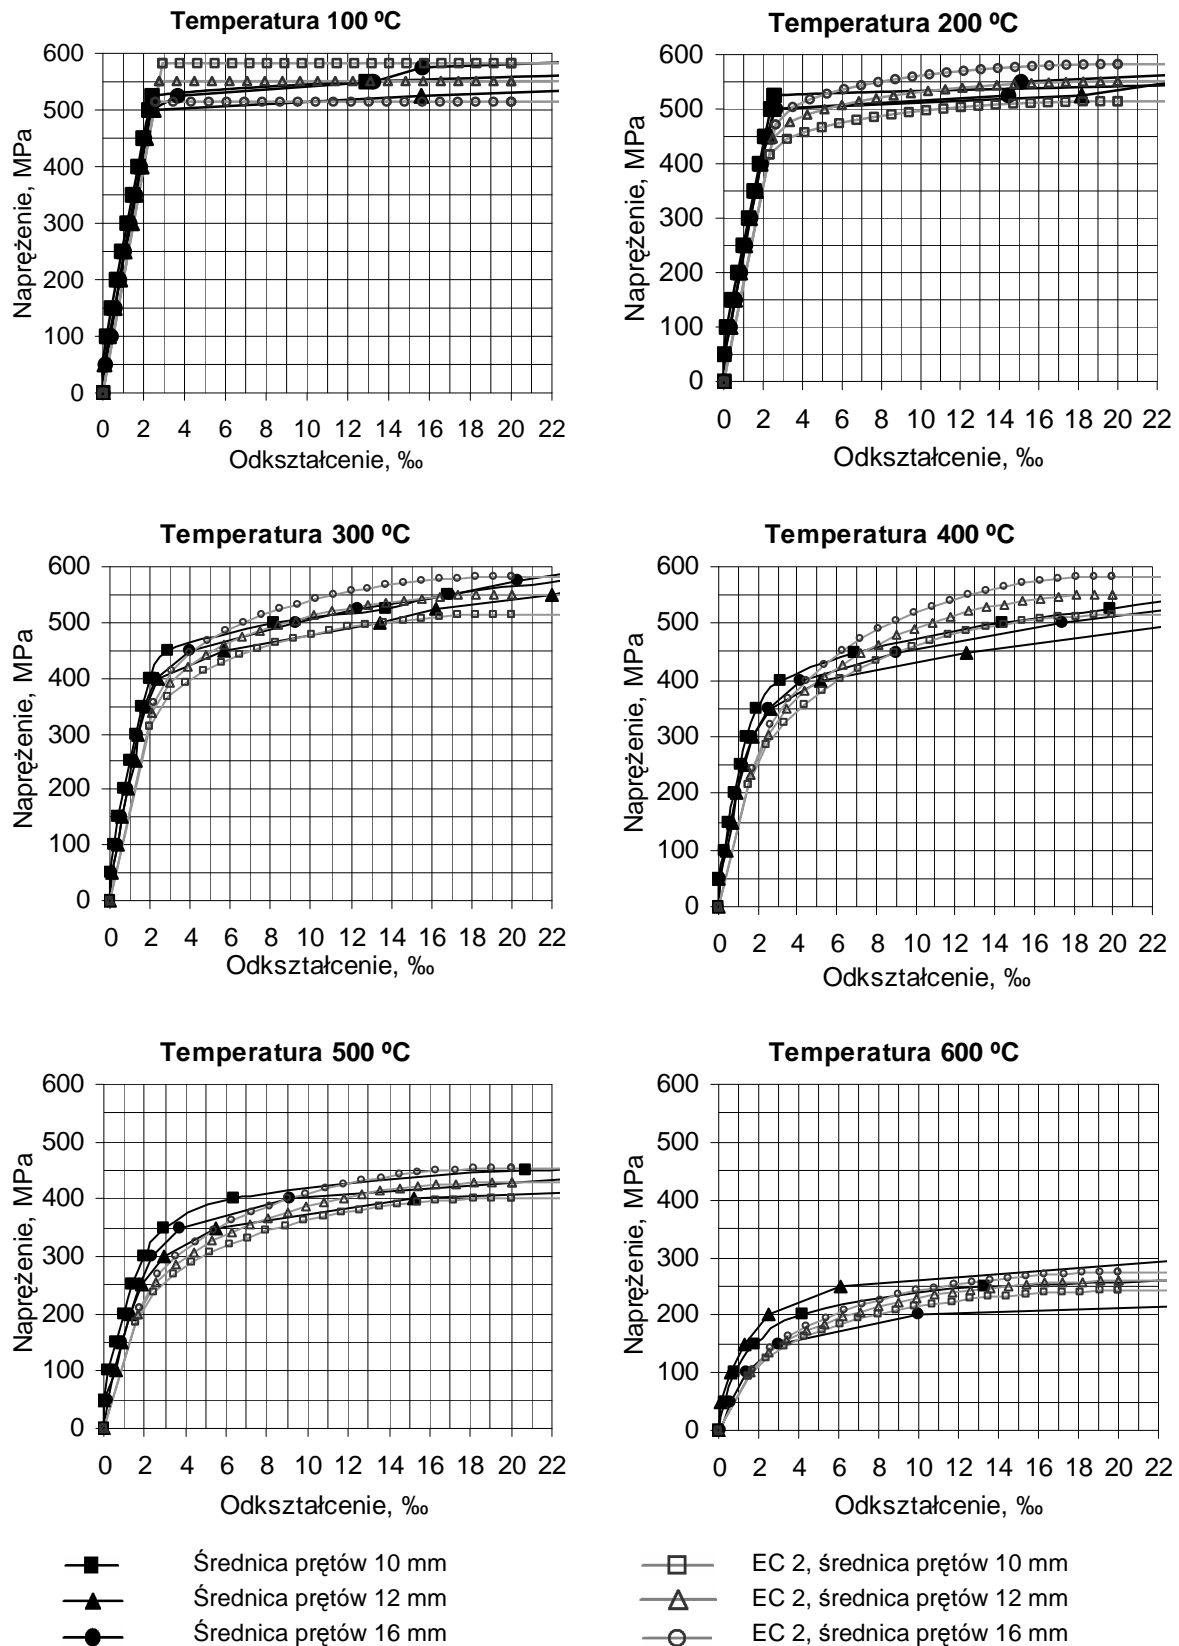 Temperatura 100 ºC
Naprężenie, MPa
600
500
400
300
200
100
0
0 2 4 6 8 10 12 14 16 18 20 22
Odkształcenie, ‰
Temperatura 200 ºC
Naprężenie, MPa
600
500
400
300
200
100
0
0 2 4 6 8 10 12 14 16 18 20 22
Odkształcenie, ‰
Temperatura 300 ºC
Naprężenie, MPa
600
500
400
300
200
100
0
0 2 4 6 8 10 12 14 16 18 20 22
Odkształcenie, ‰
Temperatura 400 ºC
Naprężenie, MPa
600
500
400
300
200
100
0
0 2 4 6 8 10 12 14 16 18 20 22
Odkształcenie, ‰
Temperatura 500 ºC
Naprężenie, MPa
600
500
400
300
200
100
0
0 2 4 6 8 10 12 14 16 18 20 22
Odkształcenie, ‰
Temperatura 600 ºC
Naprężenie, MPa
600
500
400
300
200
100
0
0 2 4 6 8 10 12 14 16 18 20 22
Odkształcenie, ‰
Średnica prętów 10 mm
Średnica prętów 12 mm
Średnica prętów 16 mm
EC 2, średnica prętów 10 mm
EC 2, średnica prętów 12 mm
EC 2, średnica prętów 16 mm